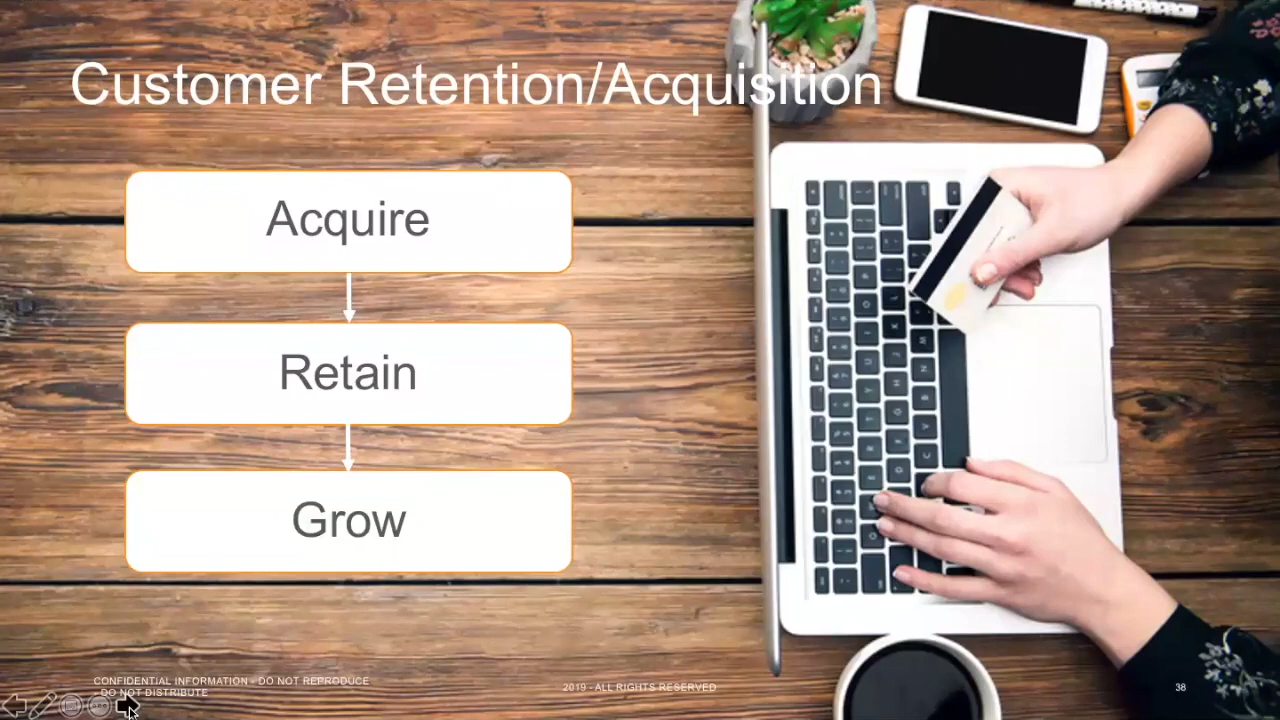 Customer Retention/Acquisition
Acquire
Retain
Grow
CONFIDENTIAL INFORMATION - DO NOT REPRODUCE
- DO NOT DISTRIBUTE
2019 - ALL RIGHTS RESERVED
38